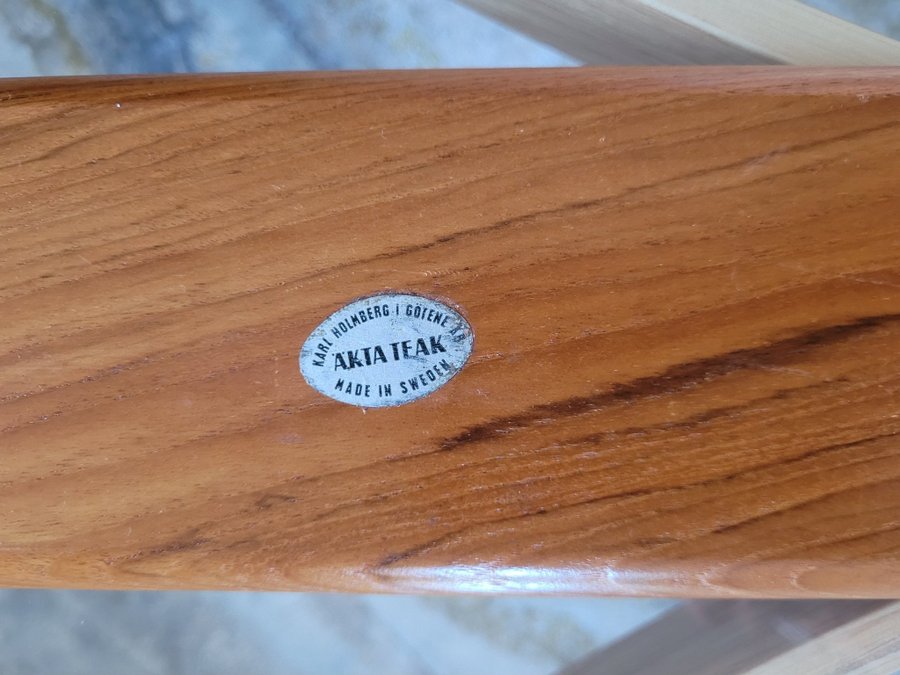 KARL HOLMBERG I GÖTENE AB
ÄKTA TEAK
MADE IN SWEDEN